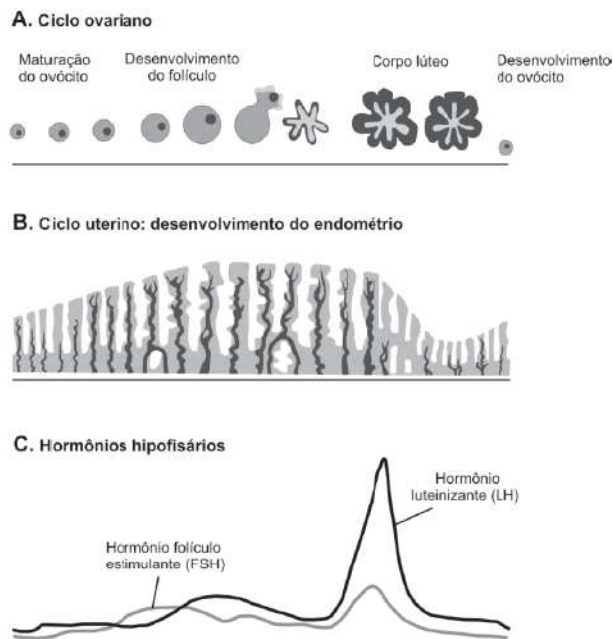 A. Ciclo ovariano
Maturação
do ovócito
Desenvolvimento
do folículo
Corpo lúteo
Desenvolvimento
do ovócito
B. Ciclo uterino: desenvolvimento do endométrio
C. Hormônios hipofisários
Hormônio
luteinizante (LH)
Hormônio folículo
estimulante (FSH)